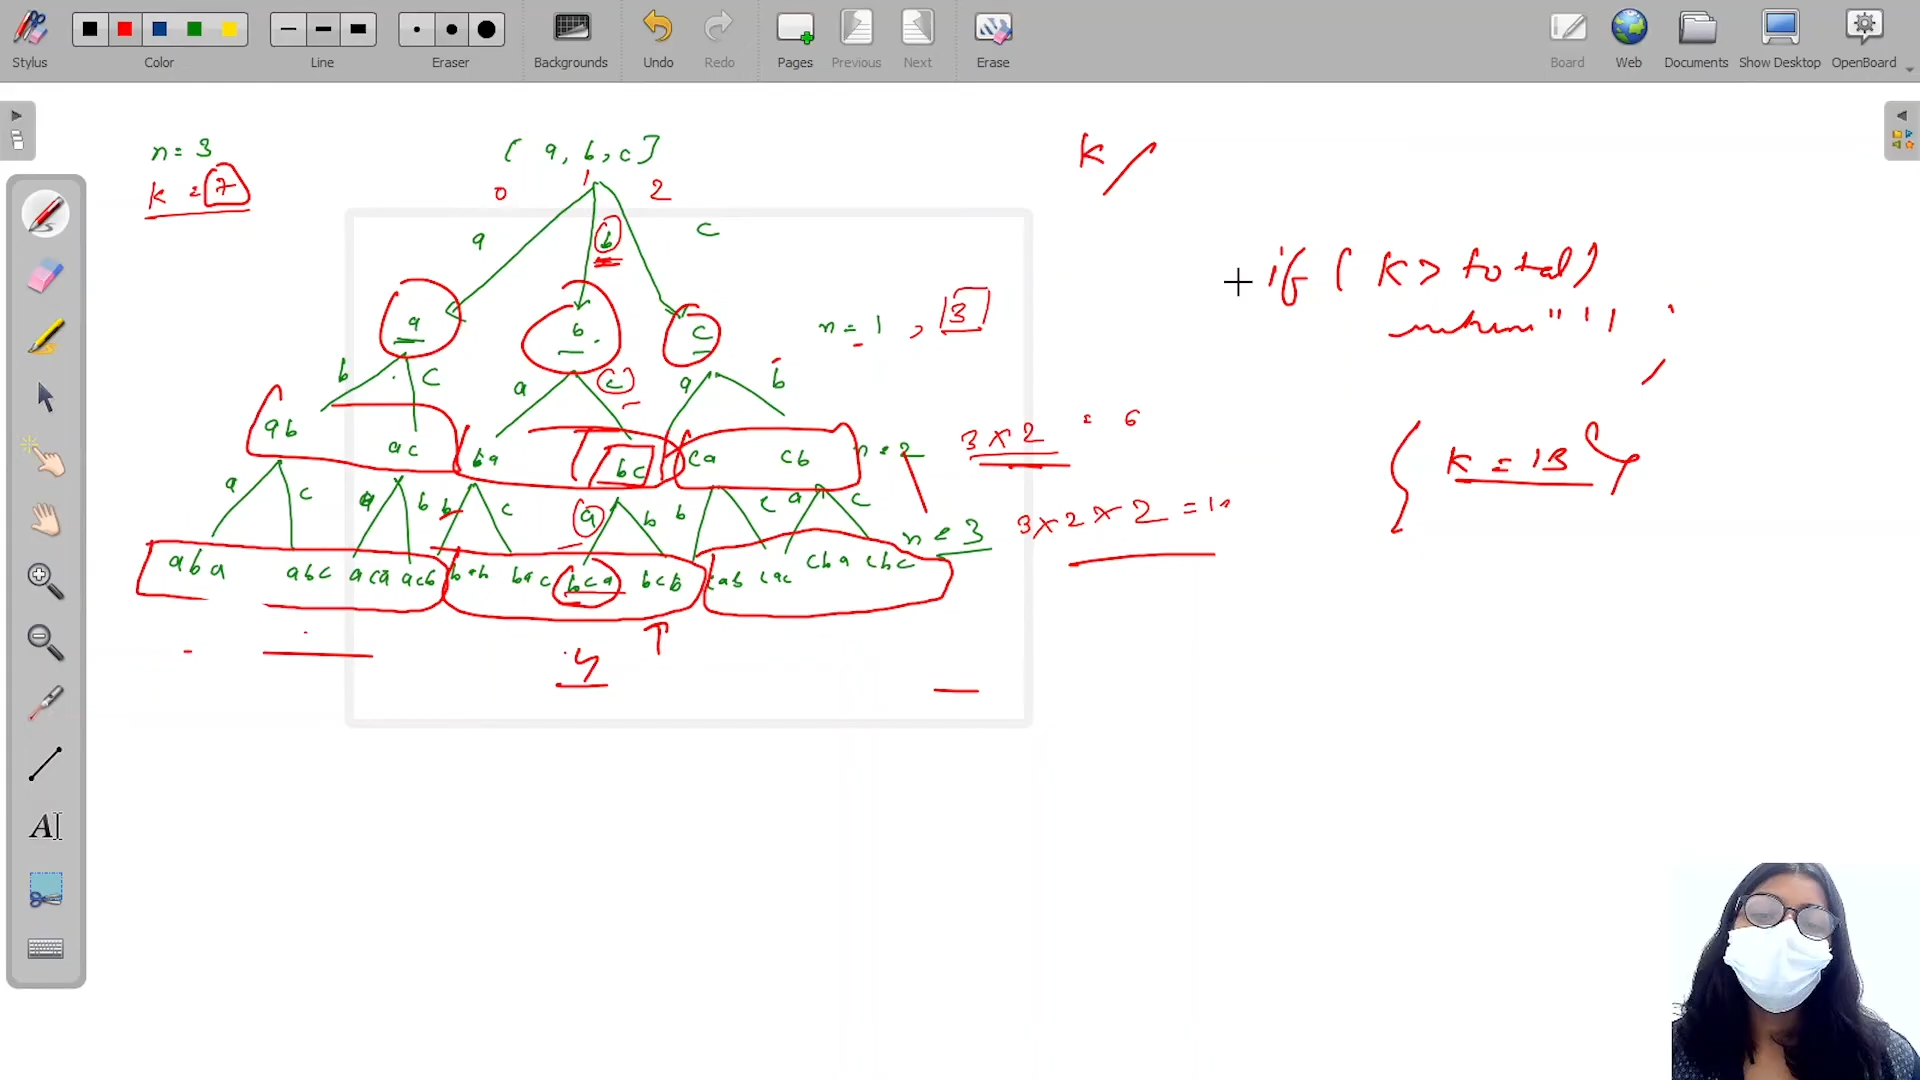 Stylus
Color
Line
Eraser
Backgrounds
Undo
Redo
Pages
Previous
Next
Erase
Board
Web
Documents
Show Desktop
OpenBoard
n = 3
k = 7
[ a, b, c ]
0 1 2
a b c
a b c
n = 1 , 3
b c a c a b
ab ac ba bc ca cb n = 2
3 x 2 = 6
a c a b b c a b b c a c
aba abc aca acb bab bac bca bcb cab cac cba cbc
n = 3
3 x 2 x 2 =
k
if ( k > total)
return " " ;
{ k = 13 }
AI